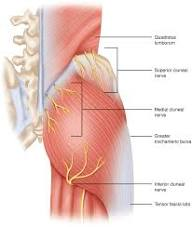 Quadratus
lumborum
Superior cluneal
nerve
Medial cluneal
nerve
Greater
trochanteric bursa
Inferior cluneal
nerve
Tensor fascia lata